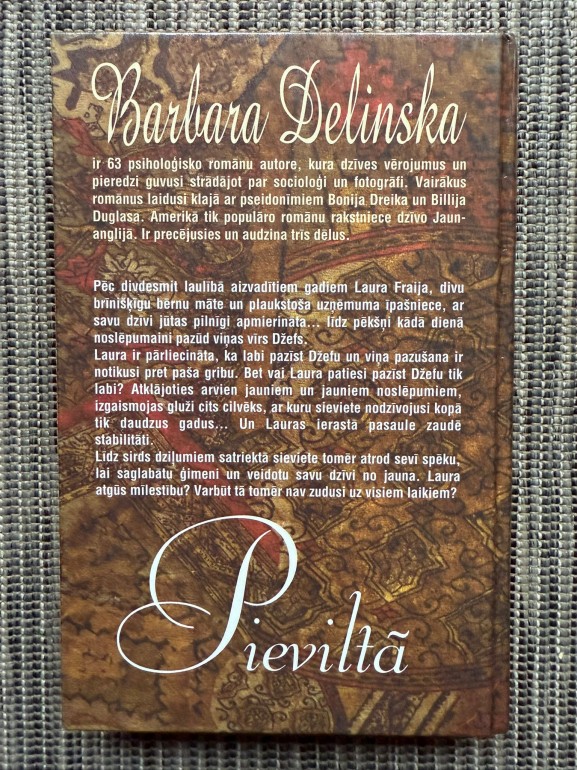 Barbara Delinska
ir 63 psiholoģisko romānu autore, kura dzīves vērojumus un
pieredzi guvusi strādājot par socioloģi un fotogrāfi. Vairākus
romānus laidusi klajā ar pseidonīmiem Bonija Dreika un Billija
Duglasa. Amerikā tik populāro romānu rakstniece dzīvo Jaun-
anglijā. Ir precējusies un audzina trīs dēlus.
Pēc divdesmit laulībā aizvadītiem gadiem Laura Fraija, divu
brīnišķīgu bērnu māte un plaukstoša uzņēmuma īpašniece, ar
savu dzīvi jūtas pilnīgi apmierināta... līdz pēkšņi kādā dienā
noslēpumaini pazūd viņas vīrs Džefs.
Laura ir pārliecināta, ka labi pazīst Džefu un viņa pazušana ir
notikusi pret paša gribu. Bet vai Laura patiesi pazīst Džefu tik
labi? Atklājoties arvien jauniem un jauniem noslēpumiem,
izgaismojas gluži cits cilvēks, ar kuru sieviete nodzīvojusi kopā
tik daudzus gadus... Un Lauras ierastā pasaule zaudē
stabilitāti.
Līdz sirds dziļumiem satriektā sieviete tomēr atrod sevī spēku,
lai saglabātu ģimeni un veidotu savu dzīvi no jauna. Laura
atgūs mīlestību? Varbūt tā tomēr nav zudusi uz visiem laikiem?
Pieviltā